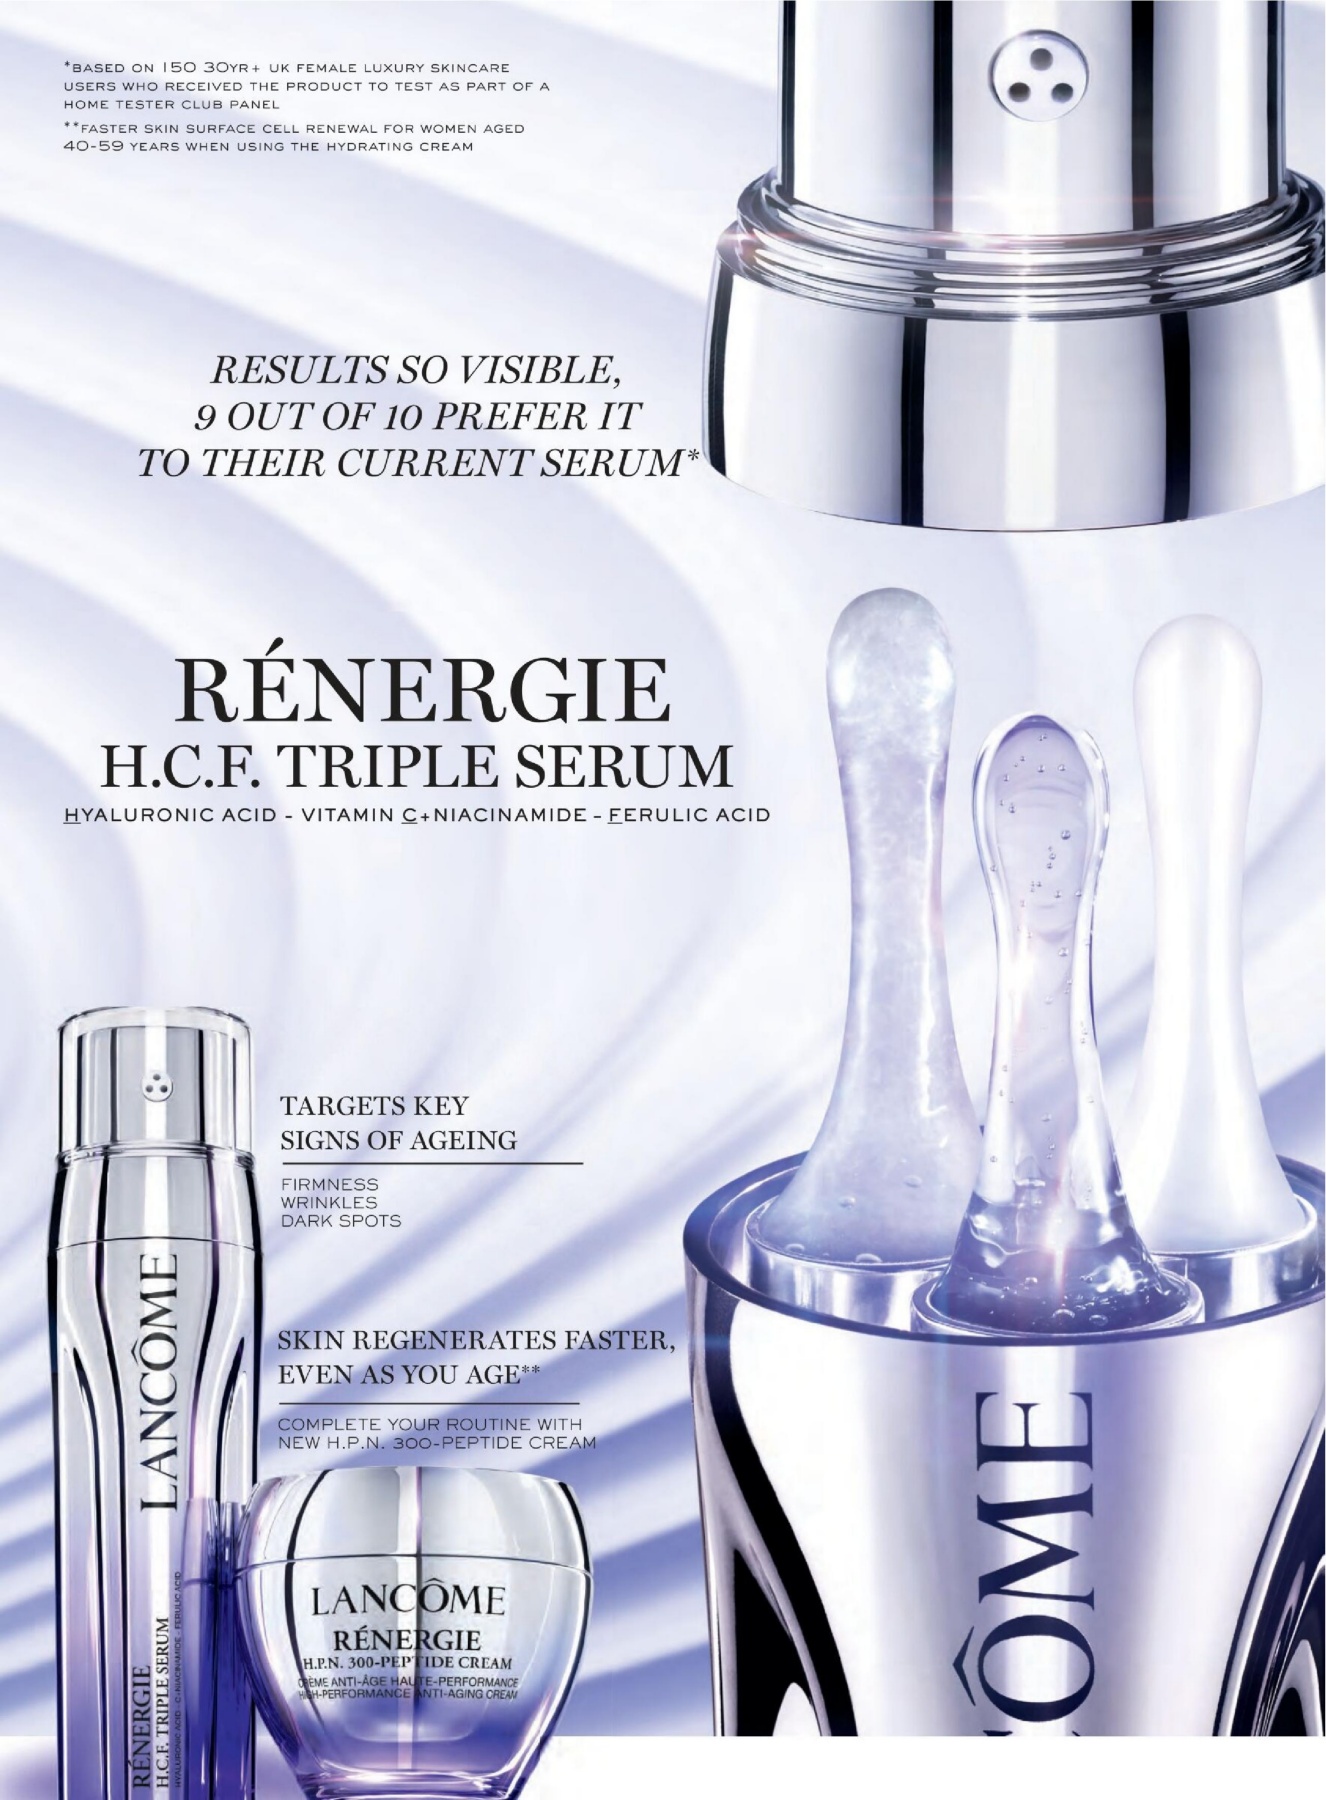 *BASED ON 150 30YR+ UK FEMALE LUXURY SKINCARE
USERS WHO RECEIVED THE PRODUCT TO TEST AS PART OF A
HOME TESTER CLUB PANEL
**FASTER SKIN SURFACE CELL RENEWAL FOR WOMEN AGED
40-59 YEARS WHEN USING THE HYDRATING CREAM
RESULTS SO VISIBLE,
9 OUT OF 10 PREFER IT
TO THEIR CURRENT SERUM*
RÉNERGIE
H.C.F. TRIPLE SERUM
HYALURONIC ACID - VITAMIN C+NIACINAMIDE - FERULIC ACID
TARGETS KEY
SIGNS OF AGEING
FIRMNESS
WRINKLES
DARK SPOTS
SKIN REGENERATES FASTER,
EVEN AS YOU AGE**
COMPLETE YOUR ROUTINE WITH
NEW H.P.N. 300-PEPTIDE CREAM
LANCÔME
RÉNERGIE
H.C.F. TRIPLE SERUM
HYALURONIC ACID - C+NIACINAMIDE - FERULIC ACID
LANCÔME
RÉNERGIE
H.P.N. 300-PEPTIDE CREAM
CRÈME ANTI-ÂGE HAUTE-PERFORMANCE
HIGH-PERFORMANCE ANTI-AGING CREAM
ÔME